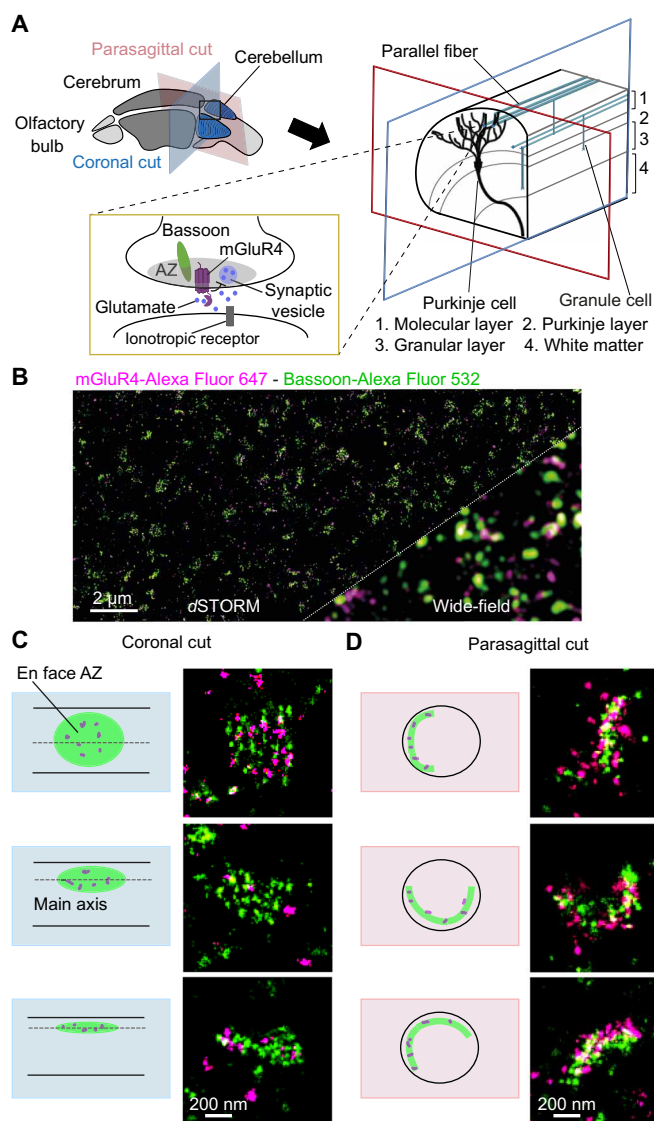 A
Parasagittal cut
Cerebellum
Cerebrum
Olfactory
bulb
Coronal cut
Parallel fiber
1
2
3
4
Bassoon
mGluR4
AZ
Glutamate
Synaptic
vesicle
Ionotropic receptor
Purkinje cell
Granule cell
1. Molecular layer 2. Purkinje layer
3. Granular layer 4. White matter
B
mGluR4-Alexa Fluor 647 - Bassoon-Alexa Fluor 532
2 µm
dSTORM
Wide-field
C
Coronal cut
En face AZ
Main axis
200 nm
D
Parasagittal cut
200 nm